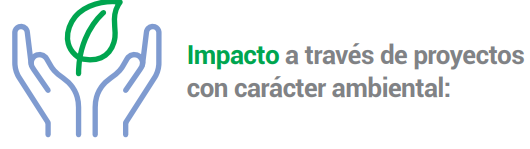 Impacto a través de proyectos
con carácter ambiental: